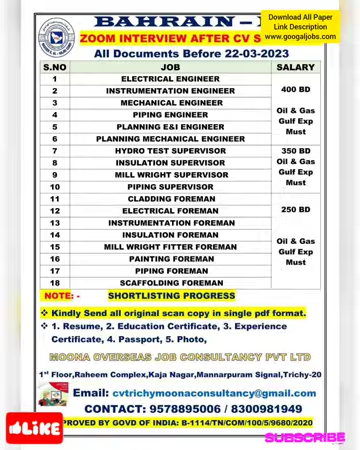 BAHRAIN
Download All Paper
Link Description
www.googaljobs.com
ZOOM INTERVIEW AFTER CV
All Documents Before 22-03-2023
S.NO JOB SALARY
1 ELECTRICAL ENGINEER
2 INSTRUMENTATION ENGINEER 400 BD
3 MECHANICAL ENGINEER
4 PIPING ENGINEER Oil & Gas
5 PLANNING E&I ENGINEER Gulf Exp
6 PLANNING MECHANICAL ENGINEER Must
7 HYDRO TEST SUPERVISOR 350 BD
8 INSULATION SUPERVISOR Oil & Gas
9 MILL WRIGHT SUPERVISOR Gulf Exp
10 PIPING SUPERVISOR Must
11 CLADDING FOREMAN
12 ELECTRICAL FOREMAN 250 BD
13 INSTRUMENTATION FOREMAN
14 INSULATION FOREMAN
15 MILL WRIGHT FITTER FOREMAN Oil & Gas
16 PAINTING FOREMAN Gulf Exp
17 PIPING FOREMAN Must
18 SCAFFOLDING FOREMAN
NOTE: - SHORTLISTING PROGRESS
❖ Kindly Send all original scan copy in single pdf format.
❖ 1. Resume, 2. Education Certificate, 3. Experience
Certificate, 4. Passport, 5. Photo,
MOONA OVERSEAS JOB CONSULTANCY PVT LTD
1st Floor,Raheem Complex,Kaja Nagar,Mannarpuram Signal,Trichy-20
Email: cvtrichymoonaconsultancy@gmail.com
CONTACT: 9578895006 / 8300981949
PROVED BY GOVD OF INDIA: B-1114/TN/COM/100/5/9680/2020
LIKE
SUBSCRIBE